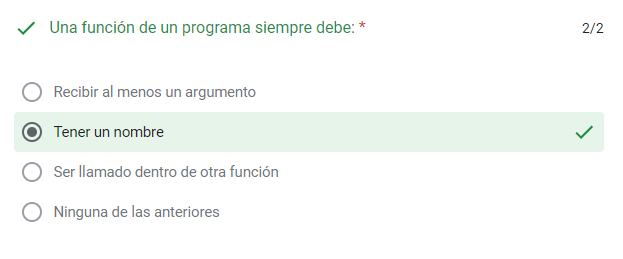 Una función de un programa siempre debe: * 2/2
Recibir al menos un argumento
Tener un nombre
Ser llamado dentro de otra función
Ninguna de las anteriores